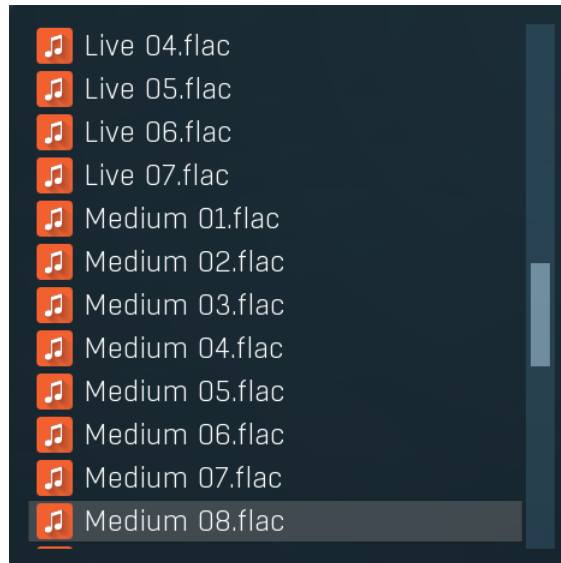 Live 04.flac
Live 05.flac
Live 06.flac
Live 07.flac
Medium 01.flac
Medium 02.flac
Medium 03.flac
Medium 04.flac
Medium 05.flac
Medium 06.flac
Medium 07.flac
Medium 08.flac